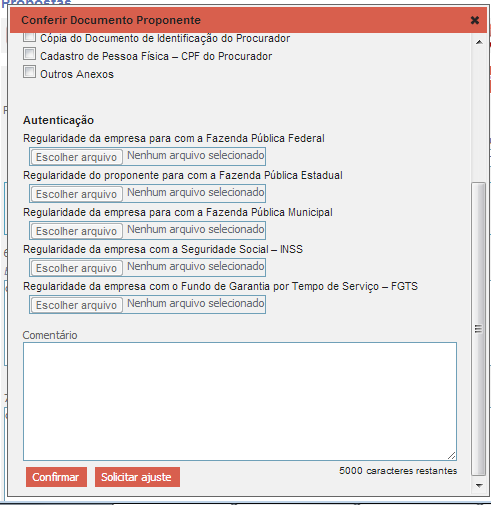 Propostas
Conferir Documento Proponente
Cópia do Documento de Identificação do Procurador
Cadastro de Pessoa Física – CPF do Procurador
Outros Anexos
Autenticação
Regularidade da empresa para com a Fazenda Pública Federal
Escolher arquivo Nenhum arquivo selecionado
Regularidade do proponente para com a Fazenda Pública Estadual
Escolher arquivo Nenhum arquivo selecionado
Regularidade da empresa para com a Fazenda Pública Municipal
Escolher arquivo Nenhum arquivo selecionado
Regularidade da empresa com a Seguridade Social – INSS
Escolher arquivo Nenhum arquivo selecionado
Regularidade da empresa com o Fundo de Garantia por Tempo de Serviço – FGTS
Escolher arquivo Nenhum arquivo selecionado
Comentário
5000 caracteres restantes
Confirmar Solicitar ajuste